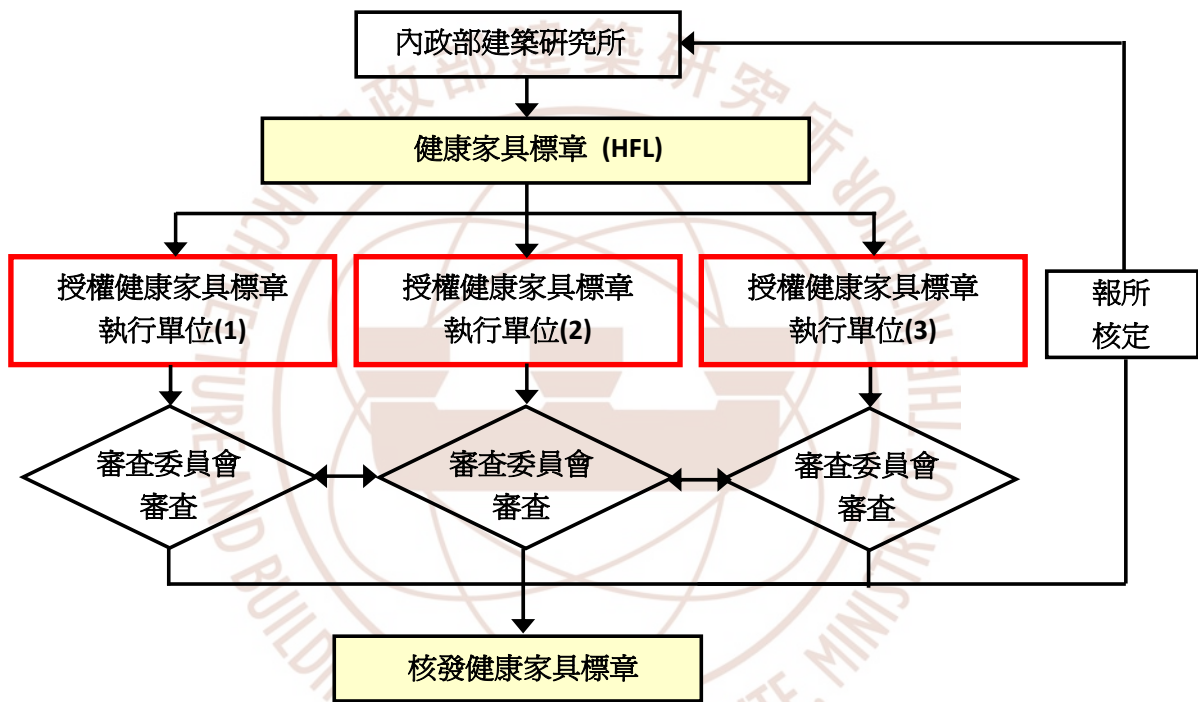 內政部建築研究所
健康家具標章 (HFL)
授權健康家具標章
執行單位(1)
授權健康家具標章
執行單位(2)
授權健康家具標章
執行單位(3)
報所
核定
審查委員會
審查
審查委員會
審查
審查委員會
審查
核發健康家具標章